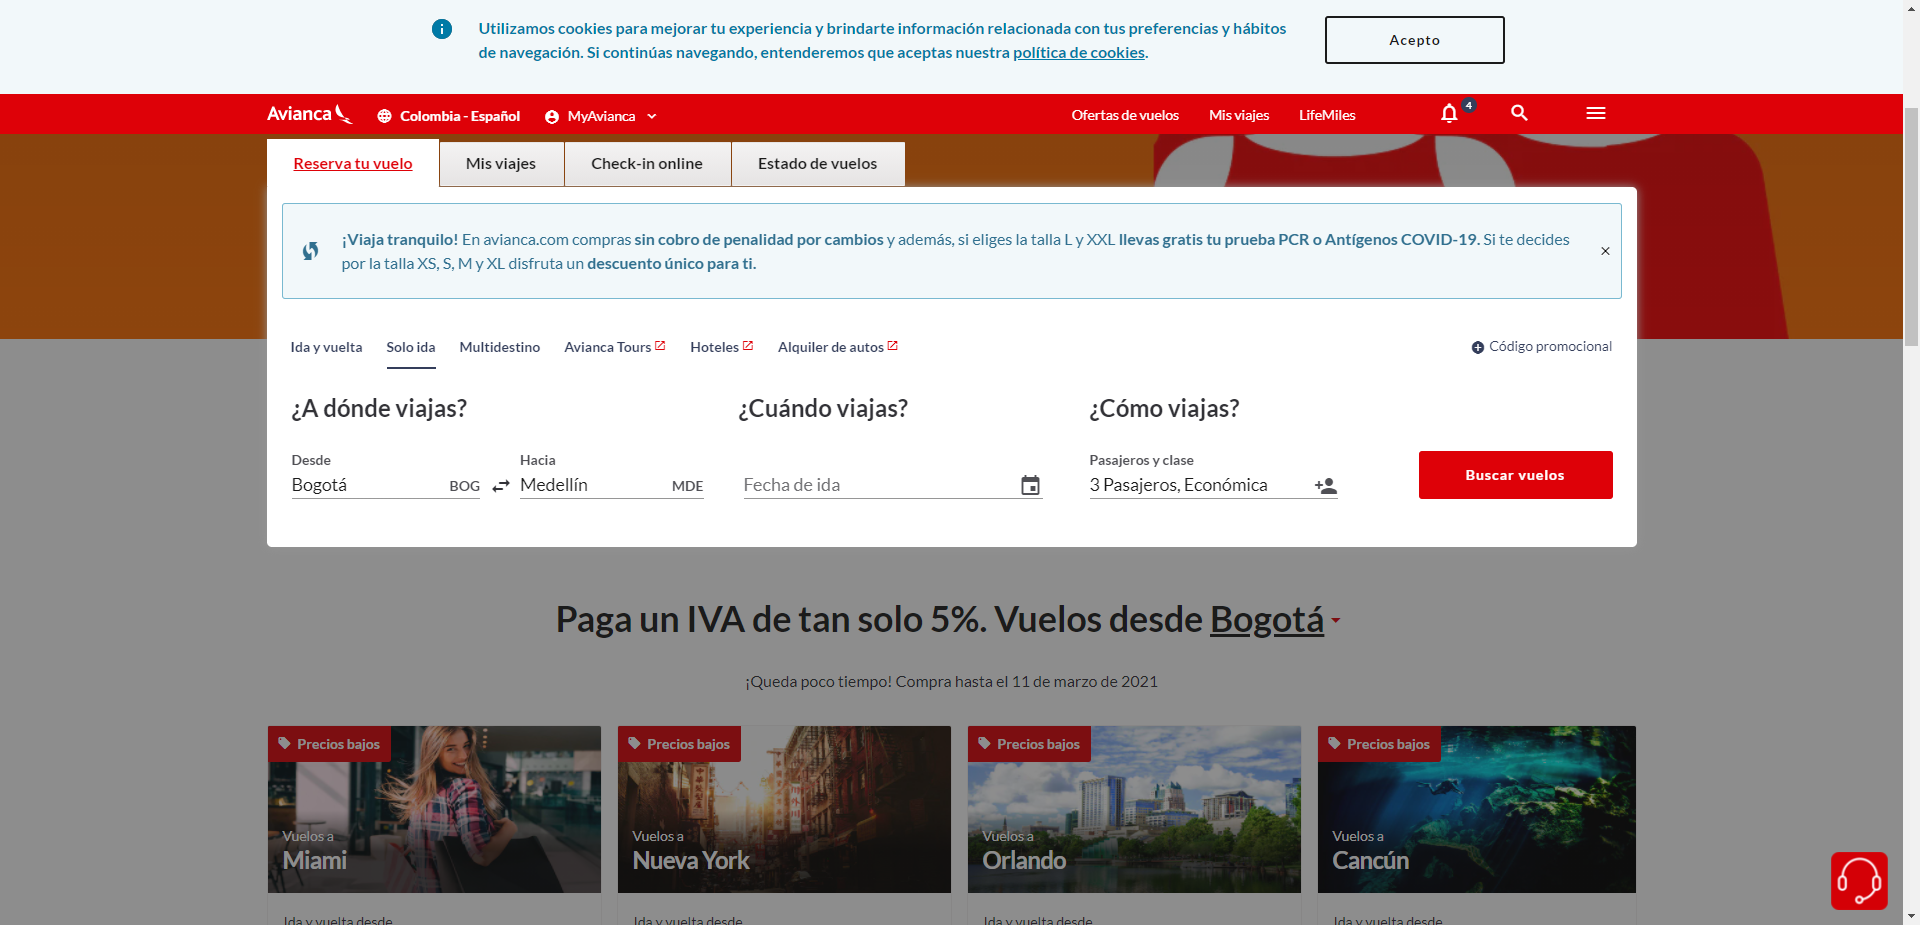 Utilizamos cookies para mejorar tu experiencia y brindarte información relacionada con tus preferencias y hábitos
de navegación. Si continúas navegando, entenderemos que aceptas nuestra política de cookies.
Acepto
Avianca
Colombia - Español
MyAvianca
Ofertas de vuelos
Mis viajes
LifeMiles
4
Reserva tu vuelo
Mis viajes
Check-in online
Estado de vuelos
¡Viaja tranquilo! En avianca.com compras sin cobro de penalidad por cambios y además, si eliges la talla L y XXL llevas gratis tu prueba PCR o Antígenos COVID-19. Si te decides
por la talla XS, S, M y XL disfruta un descuento único para ti.
Ida y vuelta
Solo ida
Multidestino
Avianca Tours
Hoteles
Alquiler de autos
Código promocional
¿A dónde viajas?
¿Cuándo viajas?
¿Cómo viajas?
Desde
Hacia
Pasajeros y clase
Bogotá BOG
Medellín MDE
Fecha de ida
3 Pasajeros, Económica
Buscar vuelos
Paga un IVA de tan solo 5%. Vuelos desde Bogotá
¡Queda poco tiempo! Compra hasta el 11 de marzo de 2021
Precios bajos
Vuelos a
Miami
Ida y vuelta desde
Precios bajos
Vuelos a
Nueva York
Ida y vuelta desde
Precios bajos
Vuelos a
Orlando
Ida y vuelta desde
Precios bajos
Vuelos a
Cancún
Ida y vuelta desde